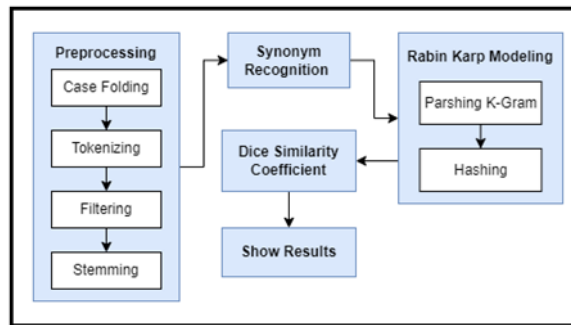 Preprocessing
Case Folding
Tokenizing
Filtering
Stemming
Synonym
Recognition
Rabin Karp Modeling
Parshing K-Gram
Hashing
Dice Similarity
Coefficient
Show Results